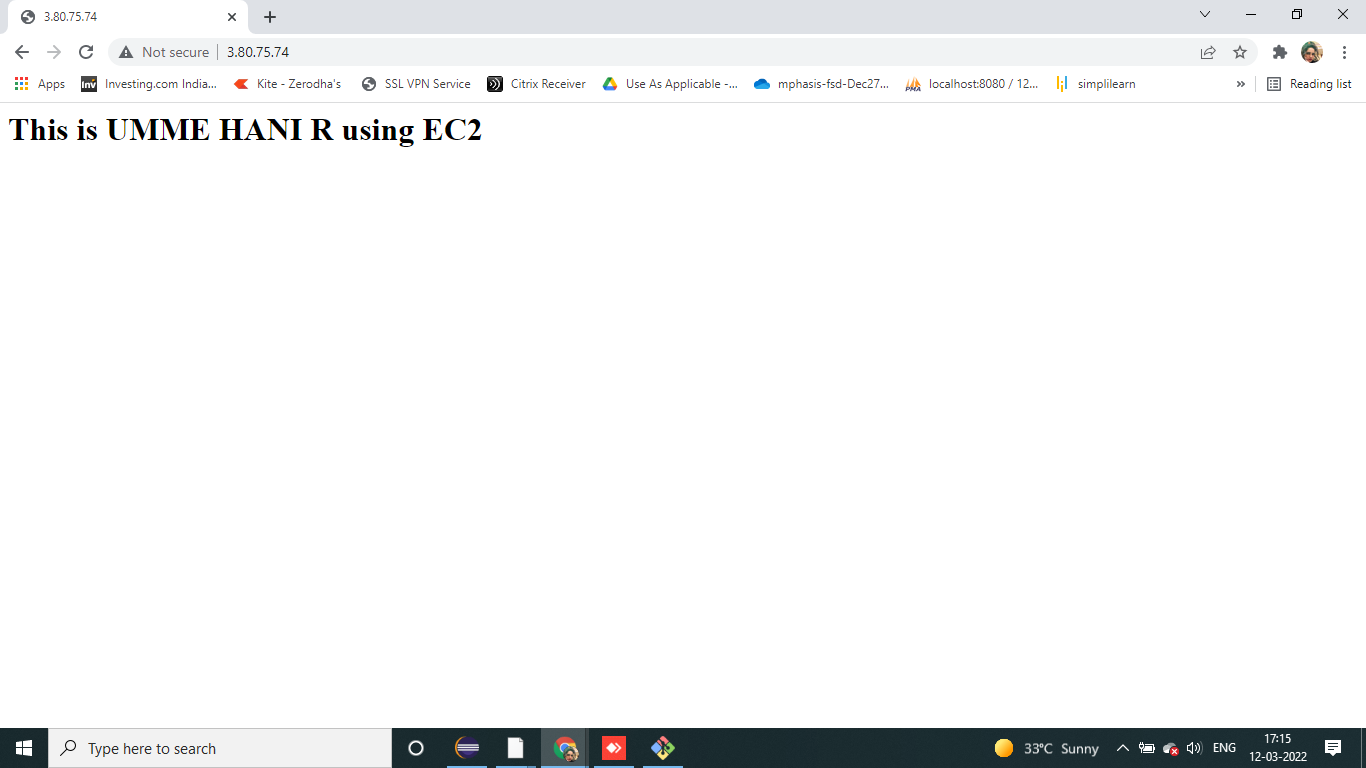 3.80.75.74
Not secure 3.80.75.74
Apps Inv Investing.com India... Kite - Zerodha's SSL VPN Service Citrix Receiver Use As Applicable -... mphasis-fsd-Dec27... PMA localhost:8080 / 12... simplilearn » Reading list
This is UMME HANI R using EC2
Type here to search 33°C Sunny ENG 17:15
12-03-2022